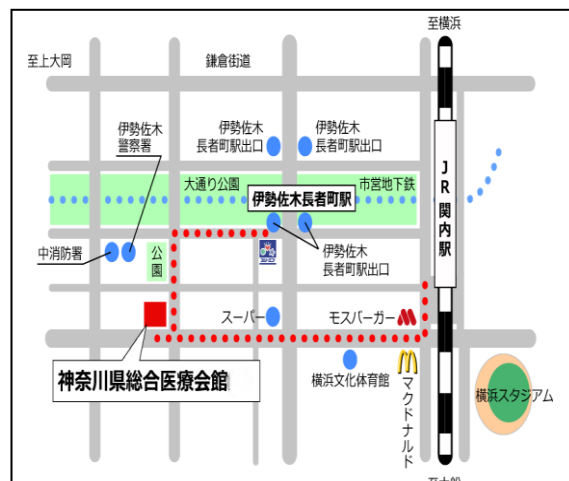 至横浜
至上大岡
鎌倉街道
伊勢佐木
警察署
伊勢佐木
長者町駅出口
伊勢佐木
長者町駅出口
JR関内駅
大通り公園
市営地下鉄
伊勢佐木長者町駅
中消防署
公園
伊勢佐木
長者町駅出口
スーパー
モスバーガー
神奈川県総合医療会館
横浜文化体育館
マクドナルド
横浜スタジアム